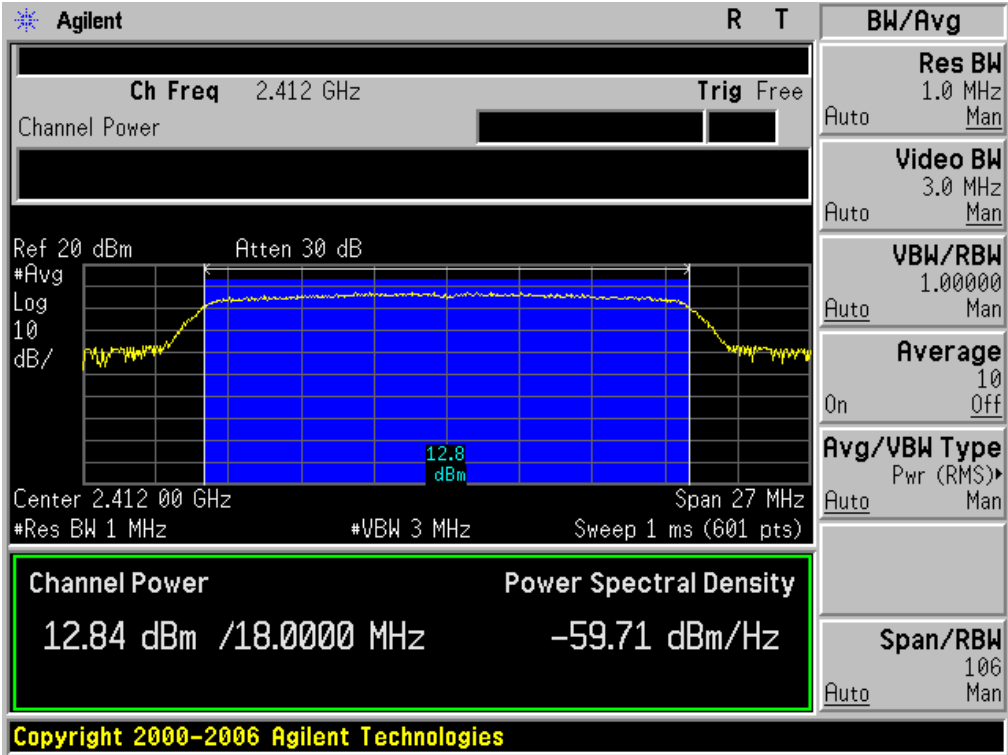 Agilent R T
Ch Freq 2.412 GHz Trig Free
Channel Power
Ref 20 dBm Atten 30 dB
#Avg
Log
10
dB/
12.8
dBm
Center 2.412 00 GHz Span 27 MHz
#Res BW 1 MHz #VBW 3 MHz Sweep 1 ms (601 pts)
Channel Power Power Spectral Density
12.84 dBm /18.0000 MHz -59.71 dBm/Hz
Copyright 2000-2006 Agilent Technologies
BW/Avg
Res BW
1.0 MHz
Auto Man
Video BW
3.0 MHz
Auto Man
VBW/RBW
1.00000
Auto Man
Average
10
On Off
Avg/VBW Type
Pwr (RMS)▸
Auto Man
Span/RBW
106
Auto Man